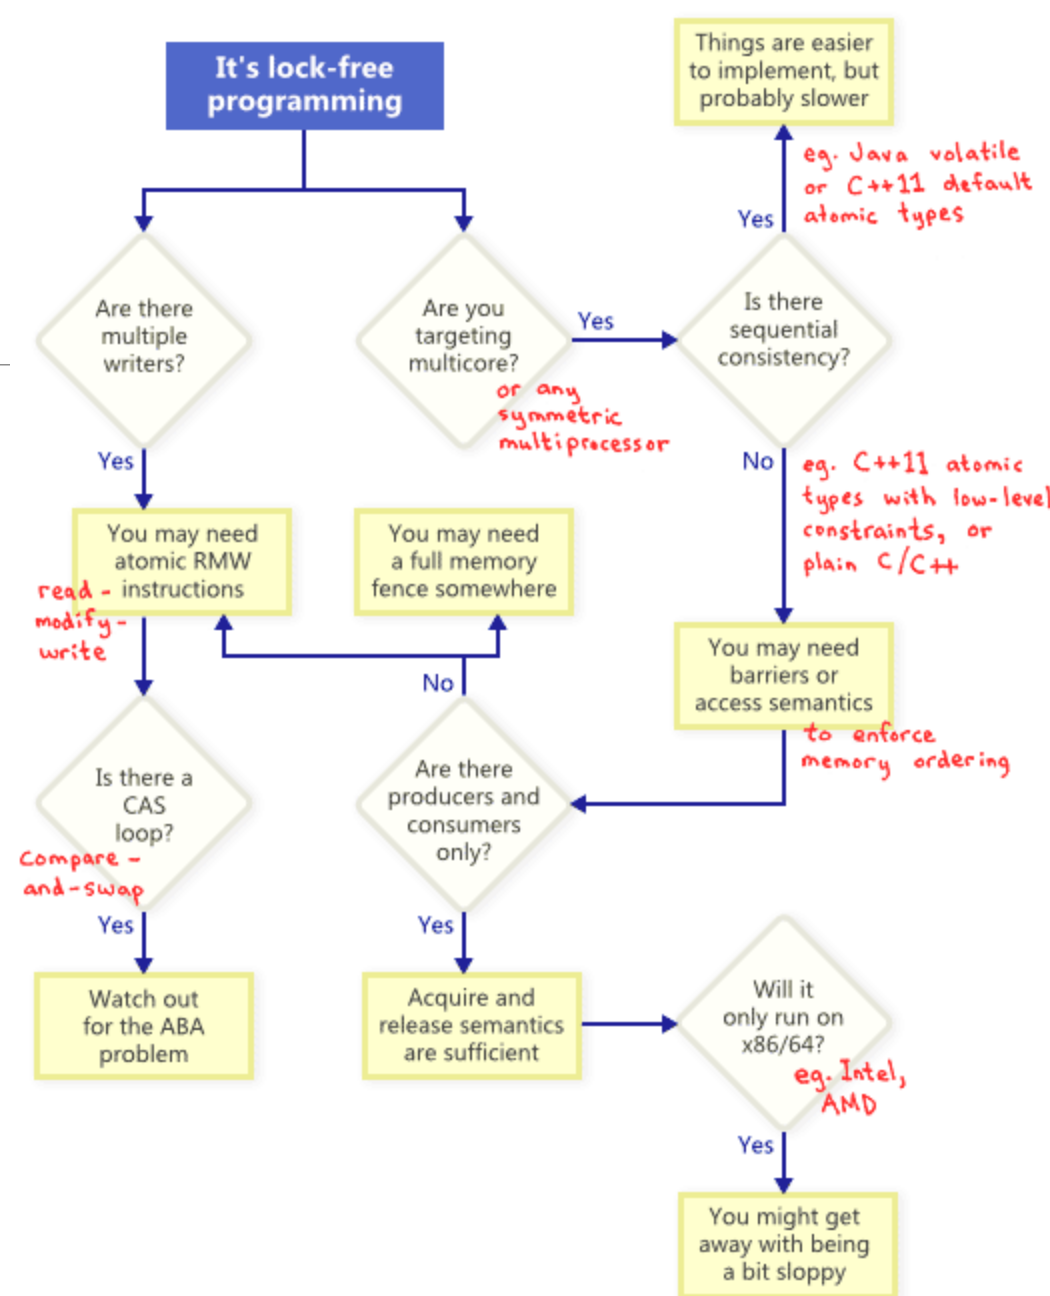 It's lock-free
programming
Things are easier
to implement, but
probably slower
eg. Java volatile
or C++11 default
atomic types
Yes
Are there
multiple
writers?
Are you
targeting
multicore?
or any
symmetric
multiprocessor
Yes
Is there
sequential
consistency?
Yes
No
eg. C++11 atomic
types with low-level
constraints, or
plain C/C++
You may need
atomic RMW
instructions
read-
modify-
write
You may need
a full memory
fence somewhere
You may need
barriers or
access semantics
to enforce
memory ordering
No
Is there a
CAS
loop?
Compare-
and-swap
Are there
producers and
consumers
only?
Yes
Yes
Watch out
for the ABA
problem
Acquire and
release semantics
are sufficient
Will it
only run on
x86/64?
eg. Intel,
AMD
Yes
You might get
away with being
a bit sloppy